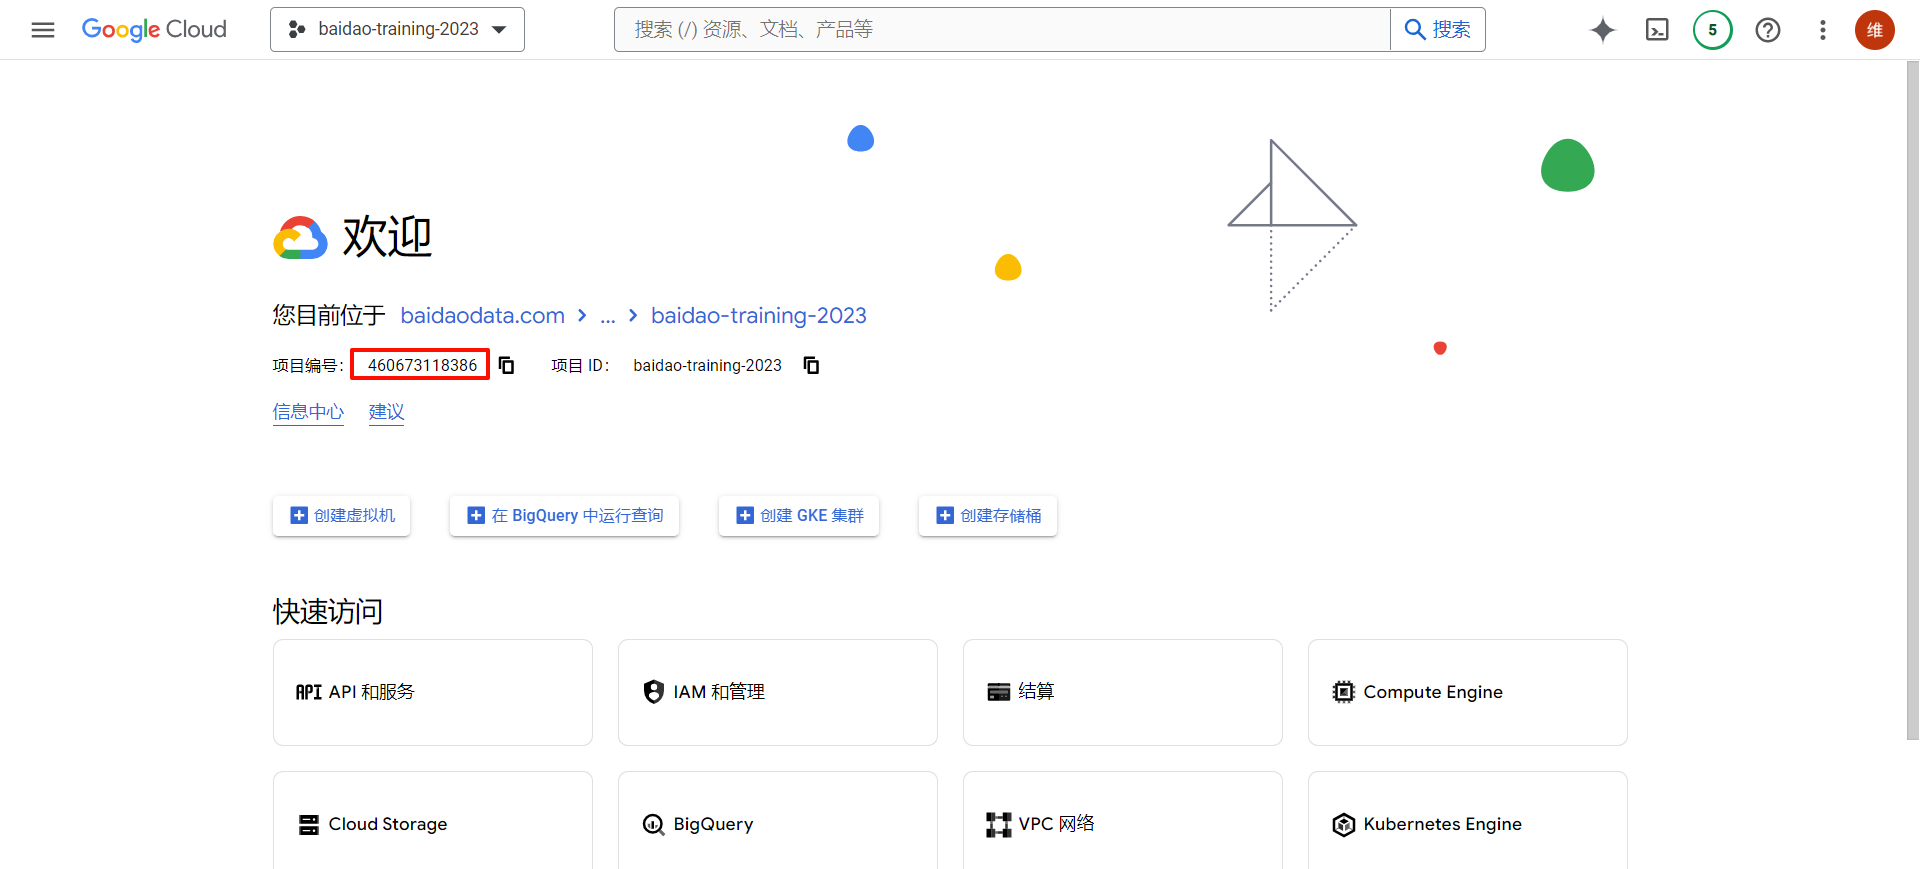 Google Cloud
baidao-training-2023
搜索 (/) 资源、文档、产品等
搜索
5
维
欢迎
您目前位于 baidaodata.com > ... > baidao-training-2023
项目编号： 460673118386 项目 ID： baidao-training-2023
信息中心 建议
创建虚拟机
在 BigQuery 中运行查询
创建 GKE 集群
创建存储桶
快速访问
API API 和服务
IAM 和管理
结算
Compute Engine
Cloud Storage
BigQuery
VPC 网络
Kubernetes Engine